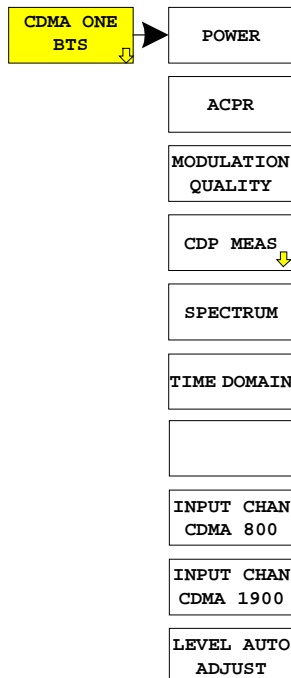 CDMA ONE
BTS
POWER
ACPR
MODULATION
QUALITY
CDP MEAS
SPECTRUM
TIME DOMAIN
INPUT CHAN
CDMA 800
INPUT CHAN
CDMA 1900
LEVEL AUTO
ADJUST